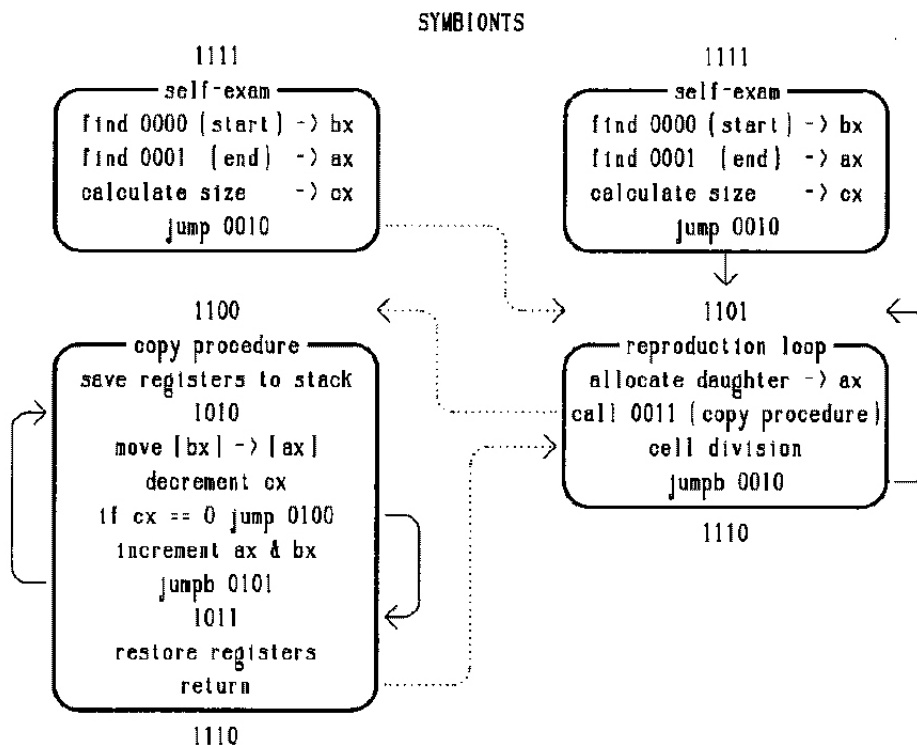 SYMBIONTS
1111
self-exam
find 0000 [start] -> bx
find 0001 [end] -> ax
calculate size -> cx
jump 0010
1100
copy procedure
save registers to stack
1010
move [bx] -> [ax]
decrement cx
if cx == 0 jump 0100
increment ax & bx
jumpb 0101
1011
restore registers
return
1110
1111
self-exam
find 0000 [start] -> bx
find 0001 [end] -> ax
calculate size -> cx
jump 0010
1101
reproduction loop
allocate daughter -> ax
call 0011 [copy procedure]
cell division
jumpb 0010
1110